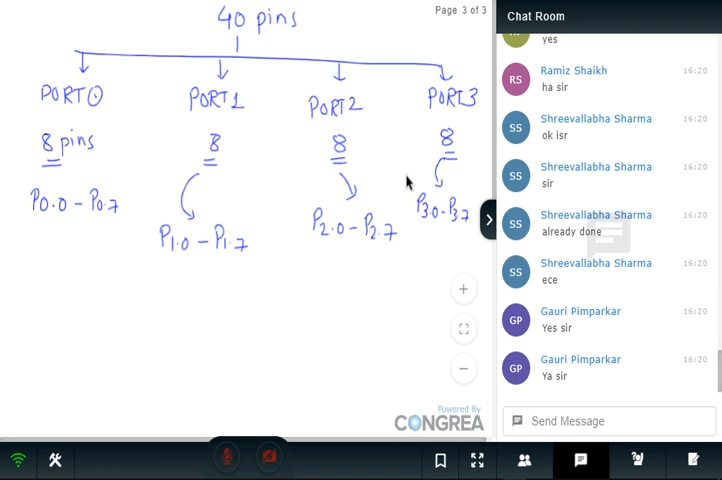 Page 3 of 3
40 pins
PORT0 PORT1 PORT2 PORT3
8 pins 8 8 8
P0.0 - P0.7 P1.0 - P1.7 P2.0 - P2.7 P3.0 - P3.7
Powered By
CONGREA
Chat Room
yes
Ramiz Shaikh 16:20
RS
ha sir
Shreevallabha Sharma 16:20
SS
ok isr
Shreevallabha Sharma 16:20
SS
sir
Shreevallabha Sharma 16:20
SS
already done
Shreevallabha Sharma 16:20
SS
ece
Gauri Pimparkar 16:20
GP
Yes sir
Gauri Pimparkar 16:20
GP
Ya sir
Send Message